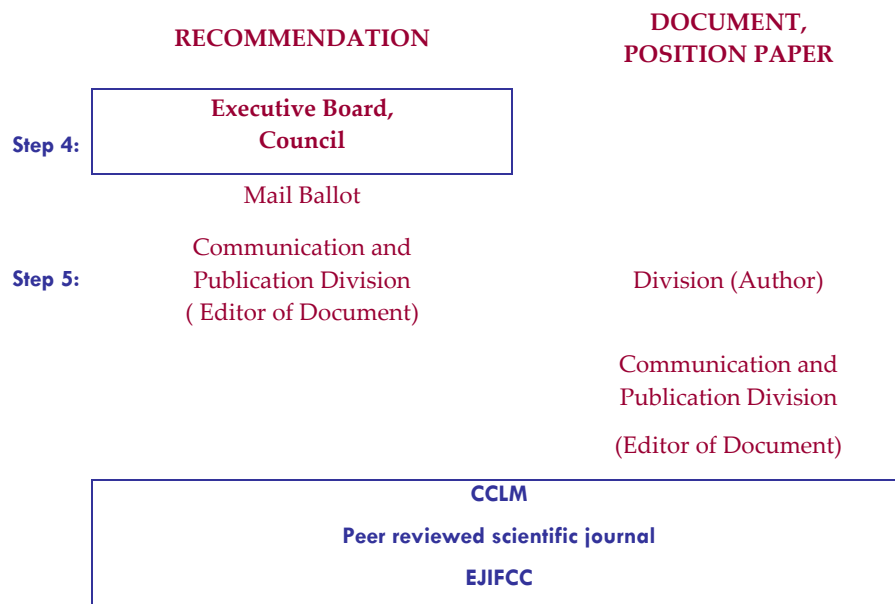 RECOMMENDATION
DOCUMENT,
POSITION PAPER
Step 4:
Executive Board,
Council
Mail Ballot
Step 5:
Communication and
Publication Division
( Editor of Document)
Division (Author)
Communication and
Publication Division
(Editor of Document)
CCLM
Peer reviewed scientific journal
EJIFCC